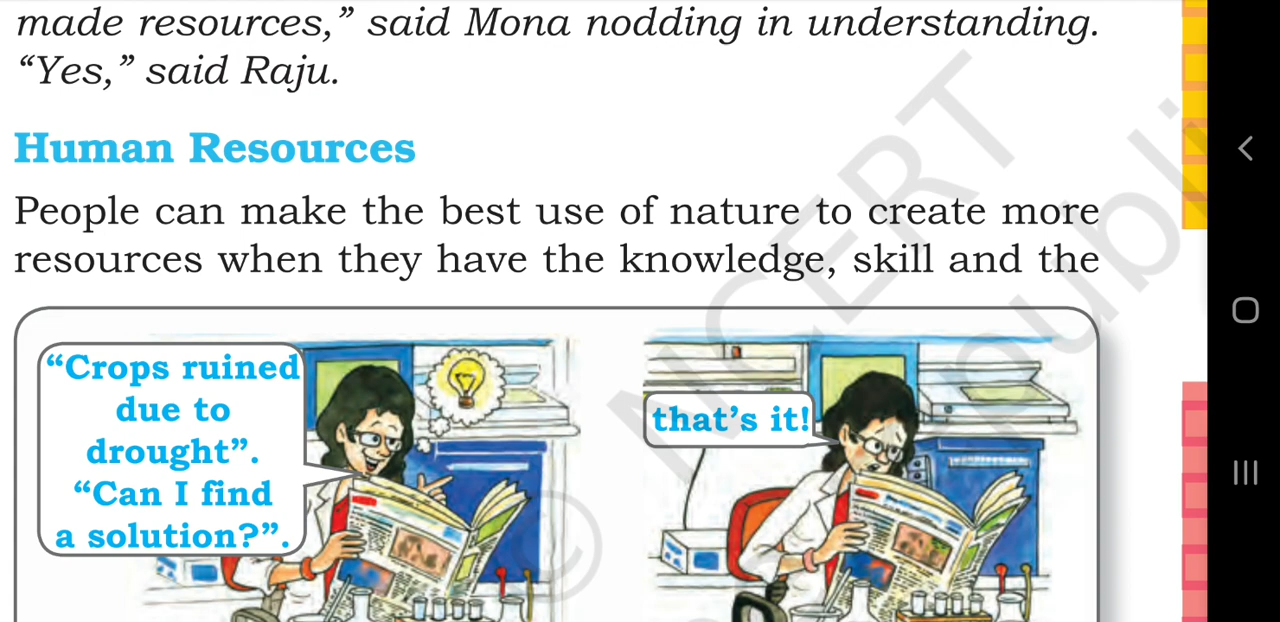 made resources,” said Mona nodding in understanding.
“Yes,” said Raju.
Human Resources
People can make the best use of nature to create more
resources when they have the knowledge, skill and the
“Crops ruined
due to
drought”.
“Can I find
a solution?”.
that’s it!
© NCERT
republi